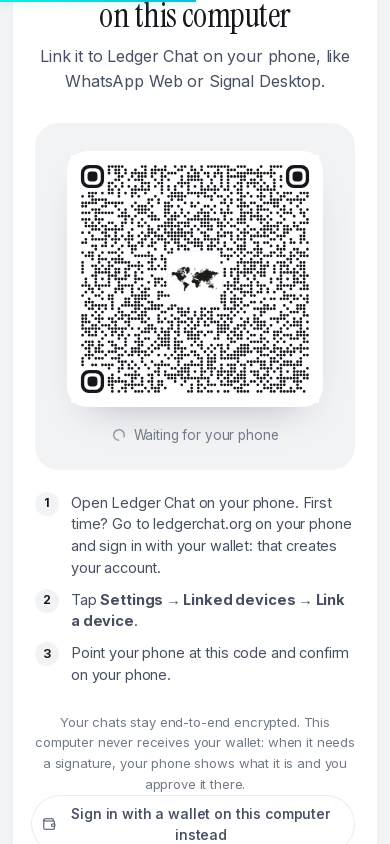 on this computer
Link it to Ledger Chat on your phone, like
WhatsApp Web or Signal Desktop.
Waiting for your phone
1
Open Ledger Chat on your phone. First
time? Go to ledgerchat.org on your phone
and sign in with your wallet: that creates
your account.
2
Tap Settings → Linked devices → Link
a device.
3
Point your phone at this code and confirm
on your phone.
Your chats stay end-to-end encrypted. This
computer never receives your wallet: when it needs
a signature, your phone shows what it is and you
approve it there.
Sign in with a wallet on this computer
instead